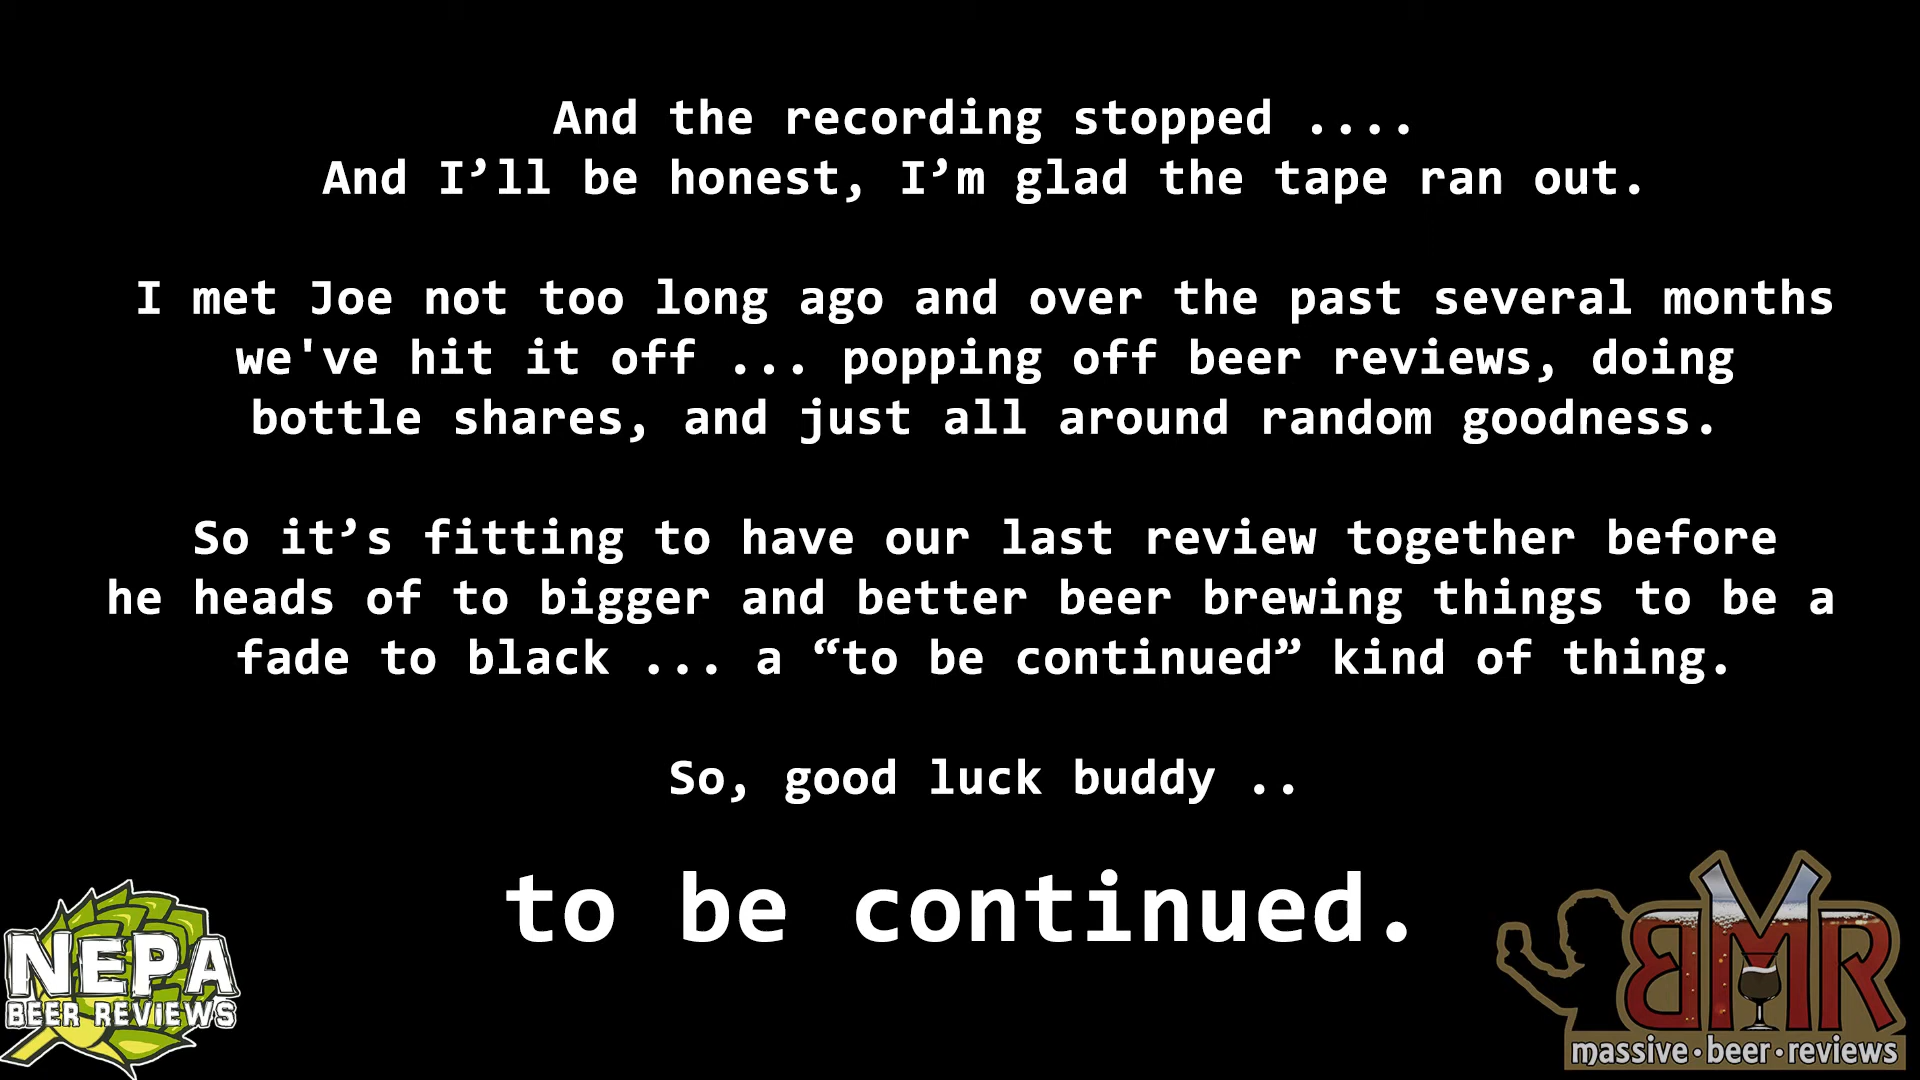 And the recording stopped ....
And I’ll be honest, I’m glad the tape ran out.
I met Joe not too long ago and over the past several months
we've hit it off ... popping off beer reviews, doing
bottle shares, and just all around random goodness.
So it’s fitting to have our last review together before
he heads of to bigger and better beer brewing things to be a
fade to black ... a “to be continued” kind of thing.
So, good luck buddy ..
to be continued.
NEPA
BEER REVIEWS
BMR
massive•beer•reviews